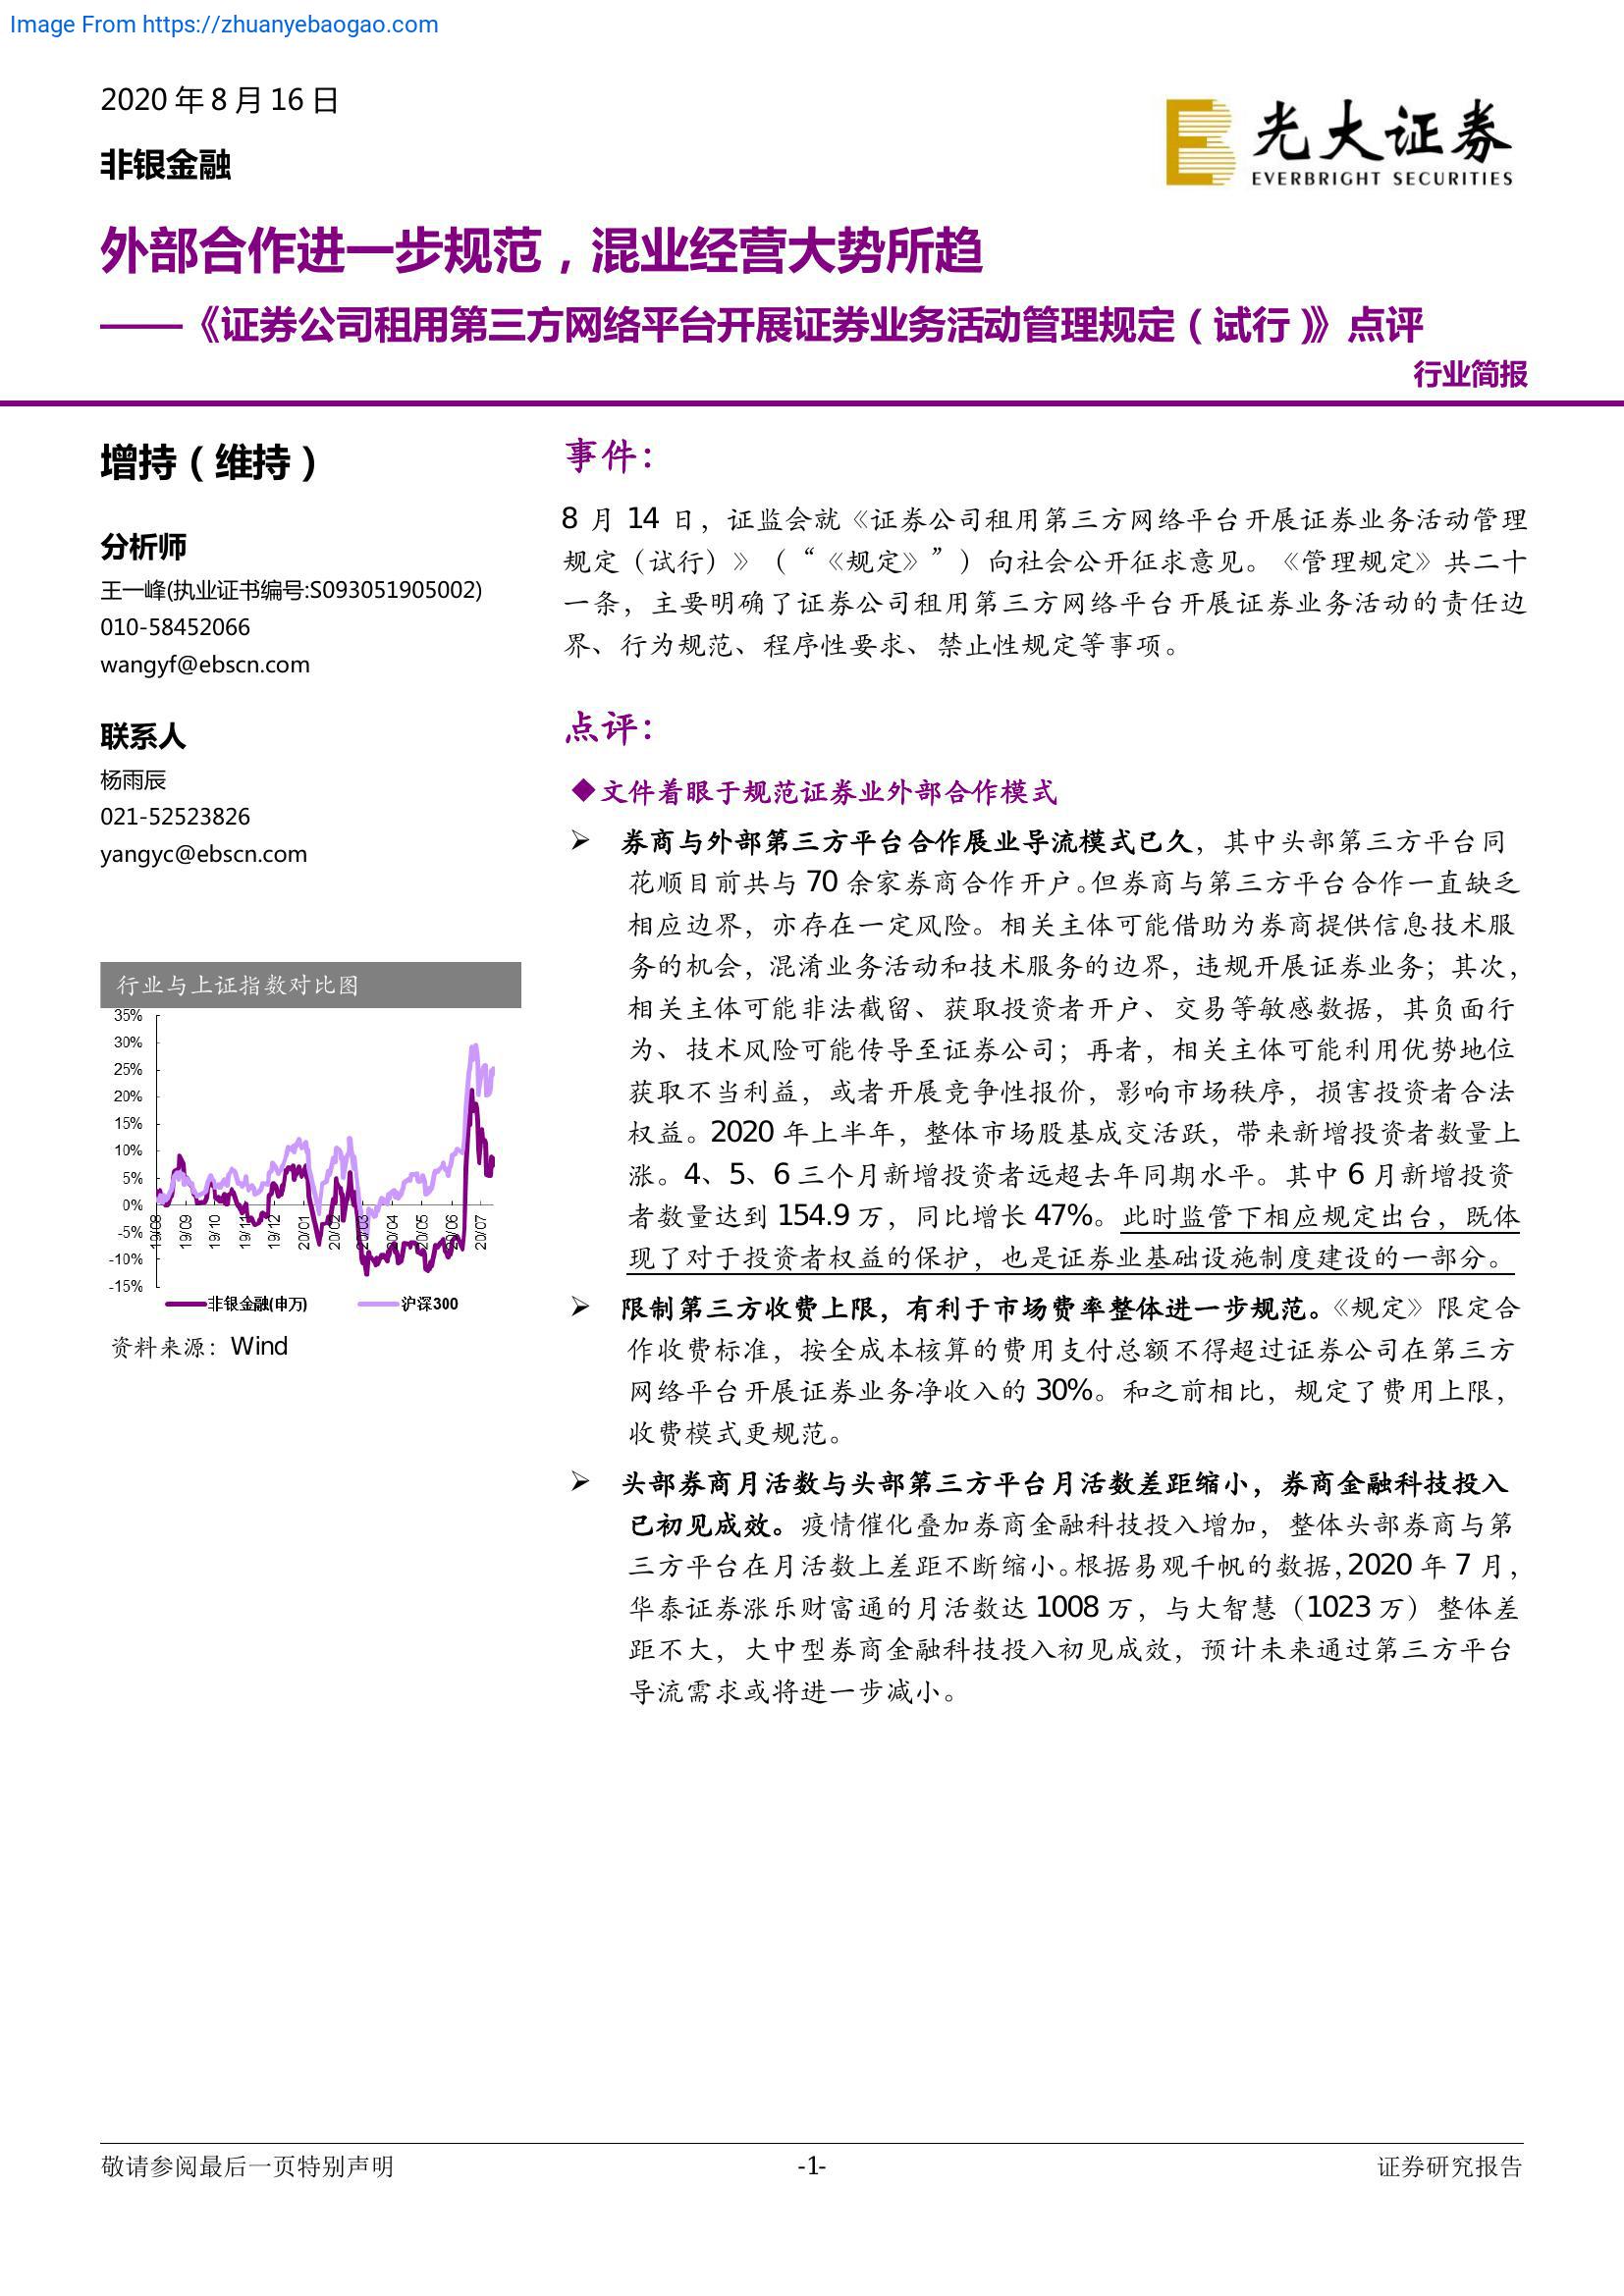 Image From https://zhuanyebaogao.com
2020 年 8 月 16 日
非银金融
光大证券
EVERBRIGHT SECURITIES
外部合作进一步规范，混业经营大势所趋
——《证券公司租用第三方网络平台开展证券业务活动管理规定（试行）》点评
行业简报
增持（维持）
分析师
王一峰(执业证书编号:S093051905002)
010-58452066
wangyf@ebscn.com
联系人
杨雨辰
021-52523826
yangyc@ebscn.com
行业与上证指数对比图
35%
30%
25%
20%
15%
10%
5%
0%
-5%
-10%
-15%
19/08
19/09
19/10
19/11
19/12
20/01
20/02
20/03
20/04
20/05
20/06
20/07
非银金融(申万)
沪深300
资料来源：Wind
事件：
8 月 14 日，证监会就《证券公司租用第三方网络平台开展证券业务活动管理
规定（试行）》（“《规定》”）向社会公开征求意见。《管理规定》共二十
一条，主要明确了证券公司租用第三方网络平台开展证券业务活动的责任边
界、行为规范、程序性要求、禁止性规定等事项。
点评：
◆文件着眼于规范证券业外部合作模式
➢ 券商与外部第三方平台合作展业导流模式已久，其中头部第三方平台同
花顺目前共与 70 余家券商合作开户。但券商与第三方平台合作一直缺乏
相应边界，亦存在一定风险。相关主体可能借助为券商提供信息技术服
务的机会，混淆业务活动和技术服务的边界，违规开展证券业务；其次，
相关主体可能非法截留、获取投资者开户、交易等敏感数据，其负面行
为、技术风险可能传导至证券公司；再者，相关主体可能利用优势地位
获取不当利益，或者开展竞争性报价，影响市场秩序，损害投资者合法
权益。2020 年上半年，整体市场股基成交活跃，带来新增投资者数量上
涨。4、5、6 三个月新增投资者远超去年同期水平。其中 6 月新增投资
者数量达到 154.9 万，同比增长 47%。此时监管下相应规定出台，既体
现了对于投资者权益的保护，也是证券业基础设施制度建设的一部分。
➢ 限制第三方收费上限，有利于市场费率整体进一步规范。《规定》限定合
作收费标准，按全成本核算的费用支付总额不得超过证券公司在第三方
网络平台开展证券业务净收入的 30%。和之前相比，规定了费用上限，
收费模式更规范。
➢ 头部券商月活数与头部第三方平台月活数差距缩小，券商金融科技投入
已初见成效。疫情催化叠加券商金融科技投入增加，整体头部券商与第
三方平台在月活数上差距不断缩小。根据易观千帆的数据，2020 年 7 月，
华泰证券涨乐财富通的月活数达 1008 万，与大智慧（1023 万）整体差
距不大，大中型券商金融科技投入初见成效，预计未来通过第三方平台
导流需求或将进一步减小。
敬请参阅最后一页特别声明
-1-
证券研究报告